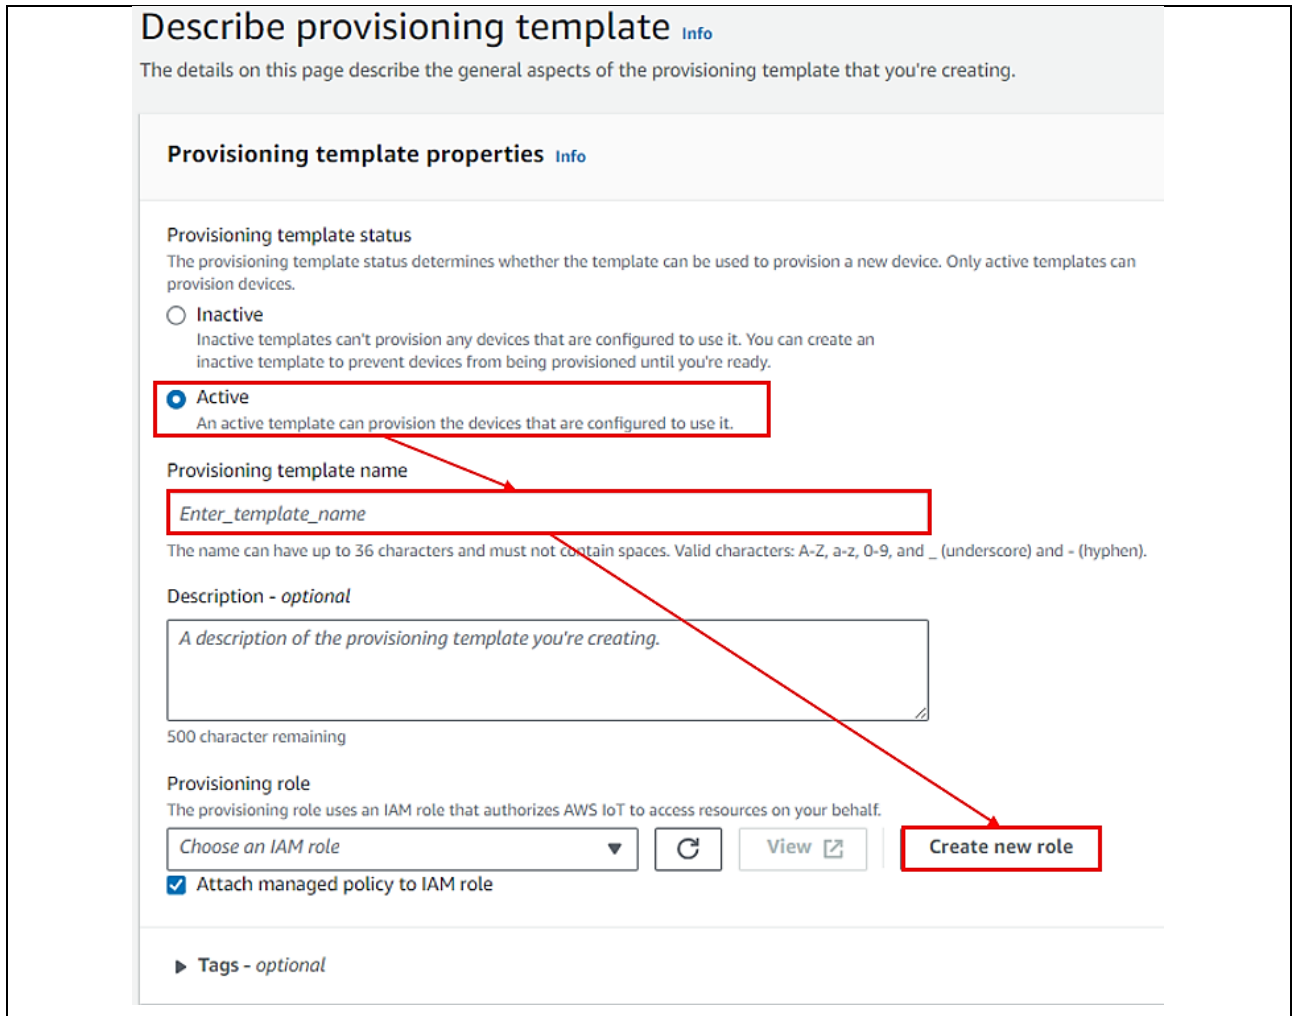 Describe provisioning template Info
The details on this page describe the general aspects of the provisioning template that you're creating.
Provisioning template properties Info
Provisioning template status
The provisioning template status determines whether the template can be used to provision a new device. Only active templates can
provision devices.
Inactive
Inactive templates can't provision any devices that are configured to use it. You can create an
inactive template to prevent devices from being provisioned until you're ready.
Active
An active template can provision the devices that are configured to use it.
Provisioning template name
Enter_template_name
The name can have up to 36 characters and must not contain spaces. Valid characters: A-Z, a-z, 0-9, and _ (underscore) and - (hyphen).
Description - optional
A description of the provisioning template you're creating.
500 character remaining
Provisioning role
The provisioning role uses an IAM role that authorizes AWS IoT to access resources on your behalf.
Choose an IAM role View Create new role
Attach managed policy to IAM role
Tags - optional